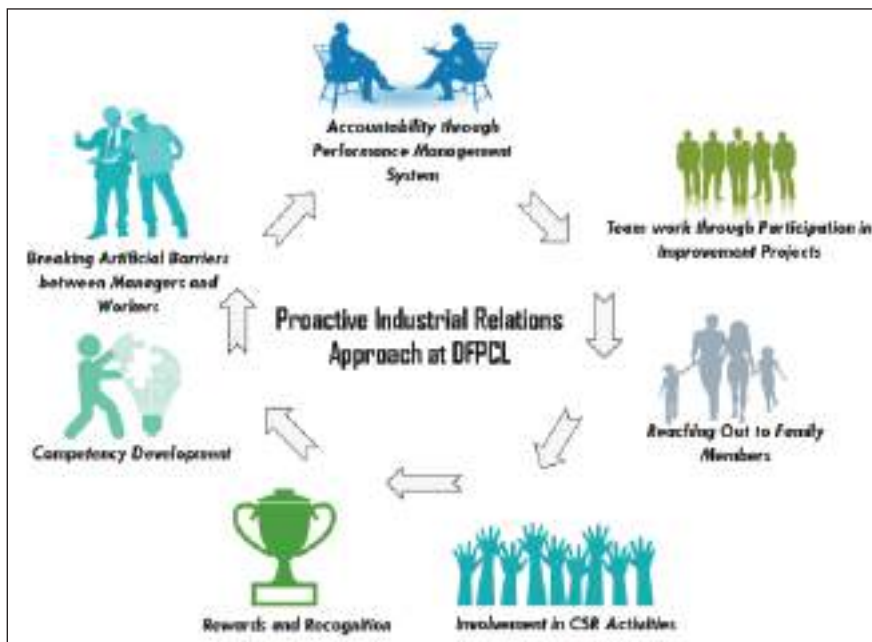 Accountability through
Performance Management
System
Team work through Participation in
Improvement Projects
Reaching Out to Family
Members
Involvement in CSR Activities
Rewards and Recognition
Competency Development
Breaking Artificial Barriers
between Managers and
Workers
Proactive Industrial Relations
Approach at DFPCL